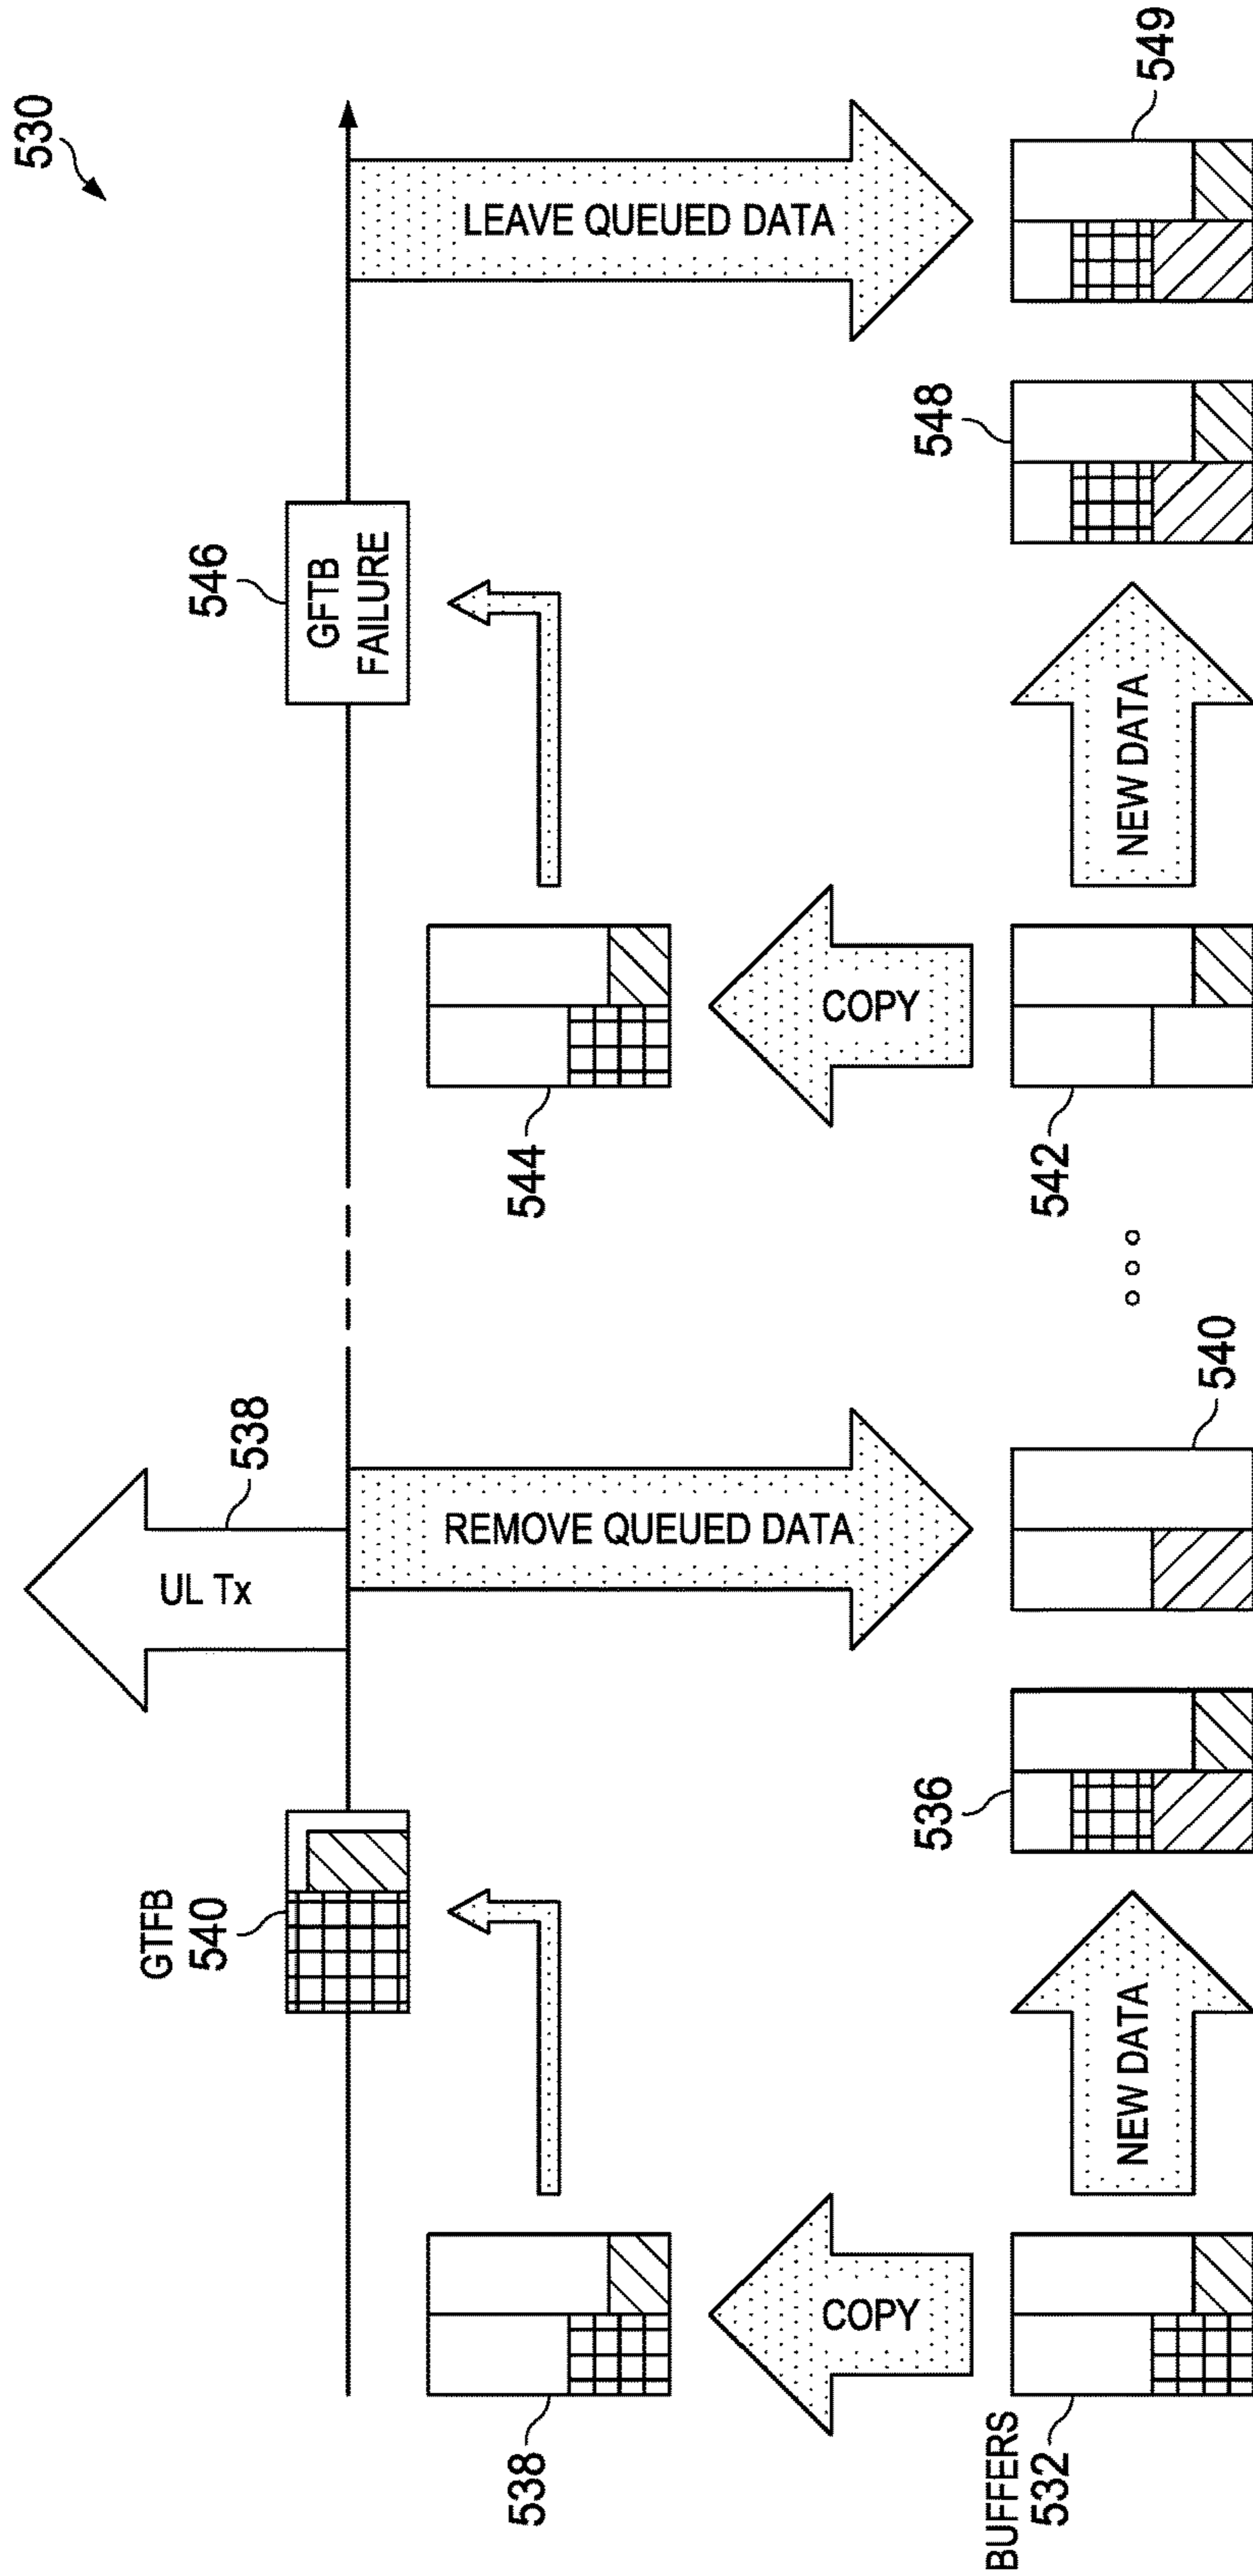 530
538
UL Tx
GTFB
540
546
GFTB
FAILURE
538
544
COPY
COPY
REMOVE QUEUED DATA
LEAVE QUEUED DATA
BUFFERS
532
NEW DATA
536
540
542
NEW DATA
548
549